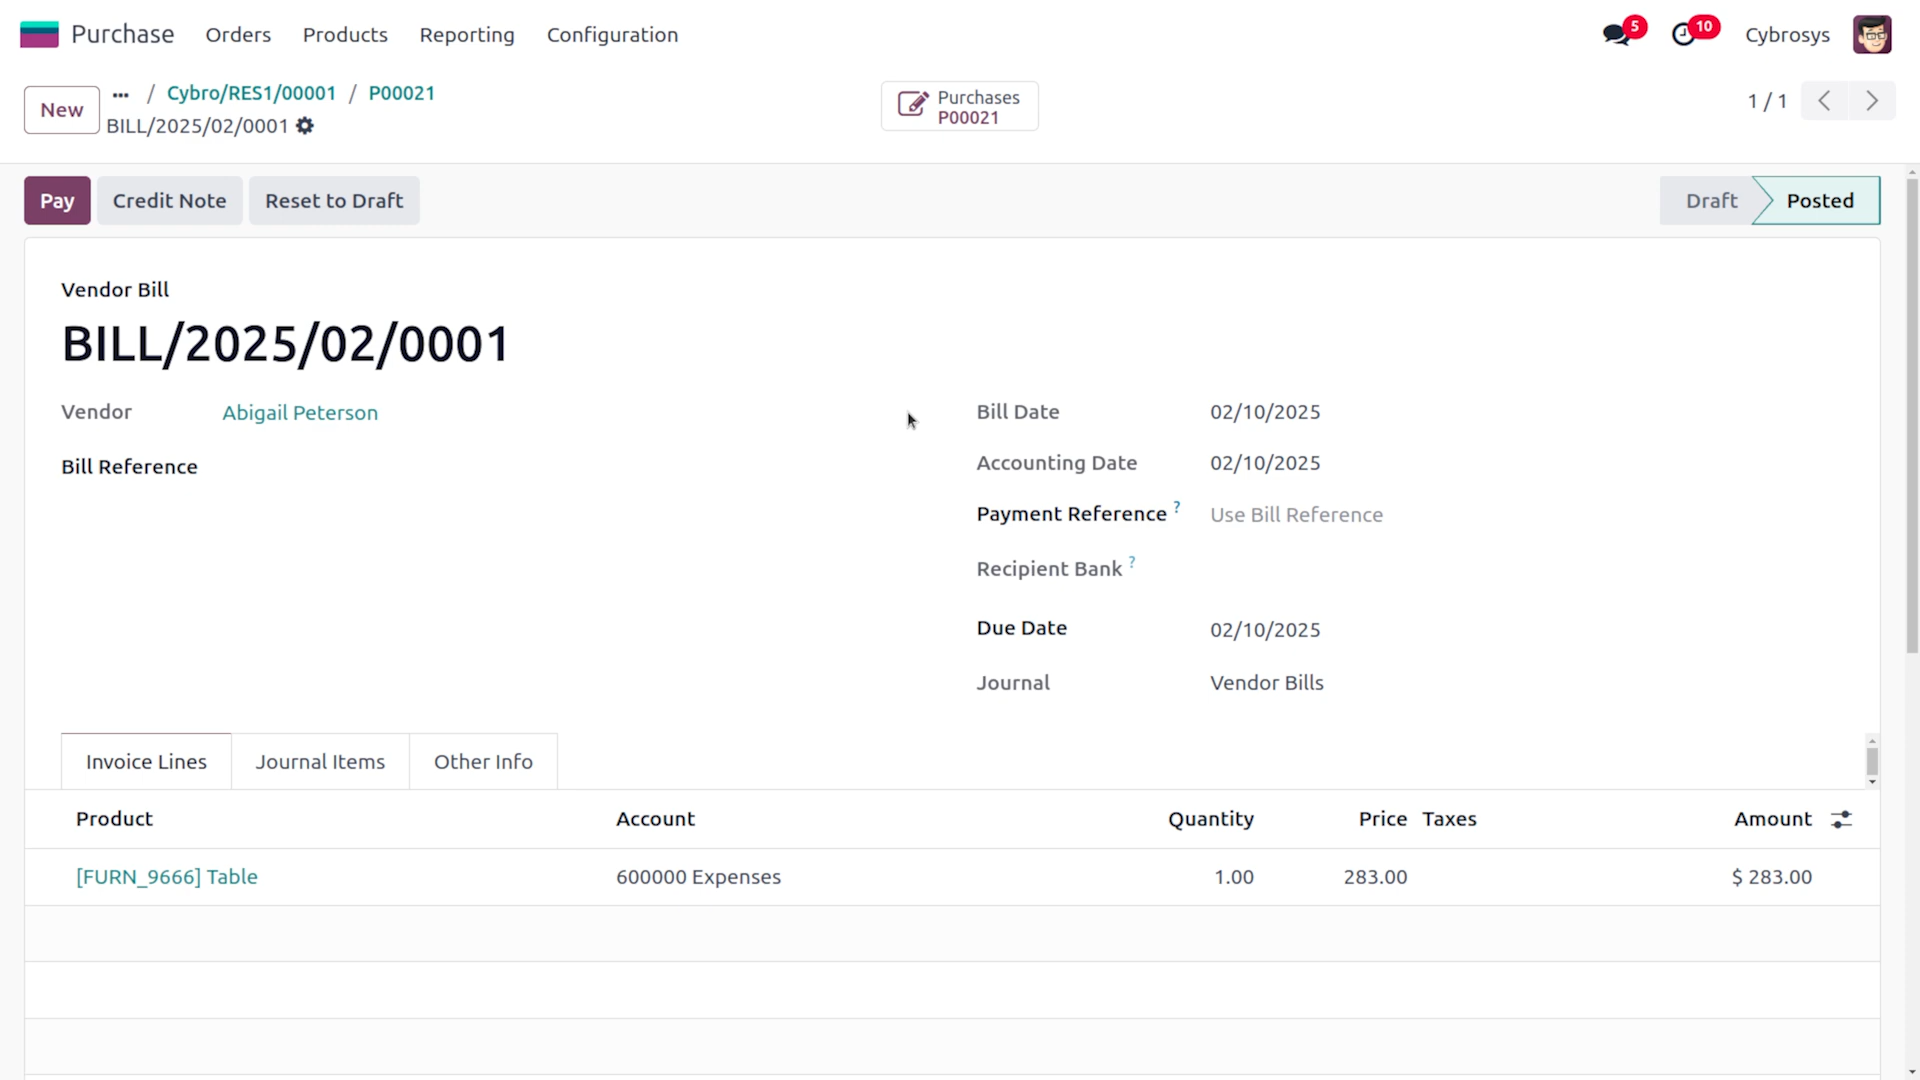 Purchase Orders Products Reporting Configuration 5 10 Cybrosys
New ... / Cybro/RES1/00001 / P00021
BILL/2025/02/0001
Purchases
P00021
1 / 1
Pay Credit Note Reset to Draft Draft Posted
Vendor Bill
BILL/2025/02/0001
Vendor Abigail Peterson
Bill Reference
Bill Date 02/10/2025
Accounting Date 02/10/2025
Payment Reference ? Use Bill Reference
Recipient Bank ?
Due Date 02/10/2025
Journal Vendor Bills
Invoice Lines Journal Items Other Info
Product Account Quantity Price Taxes Amount
[FURN_9666] Table 600000 Expenses 1.00 283.00 $ 283.00